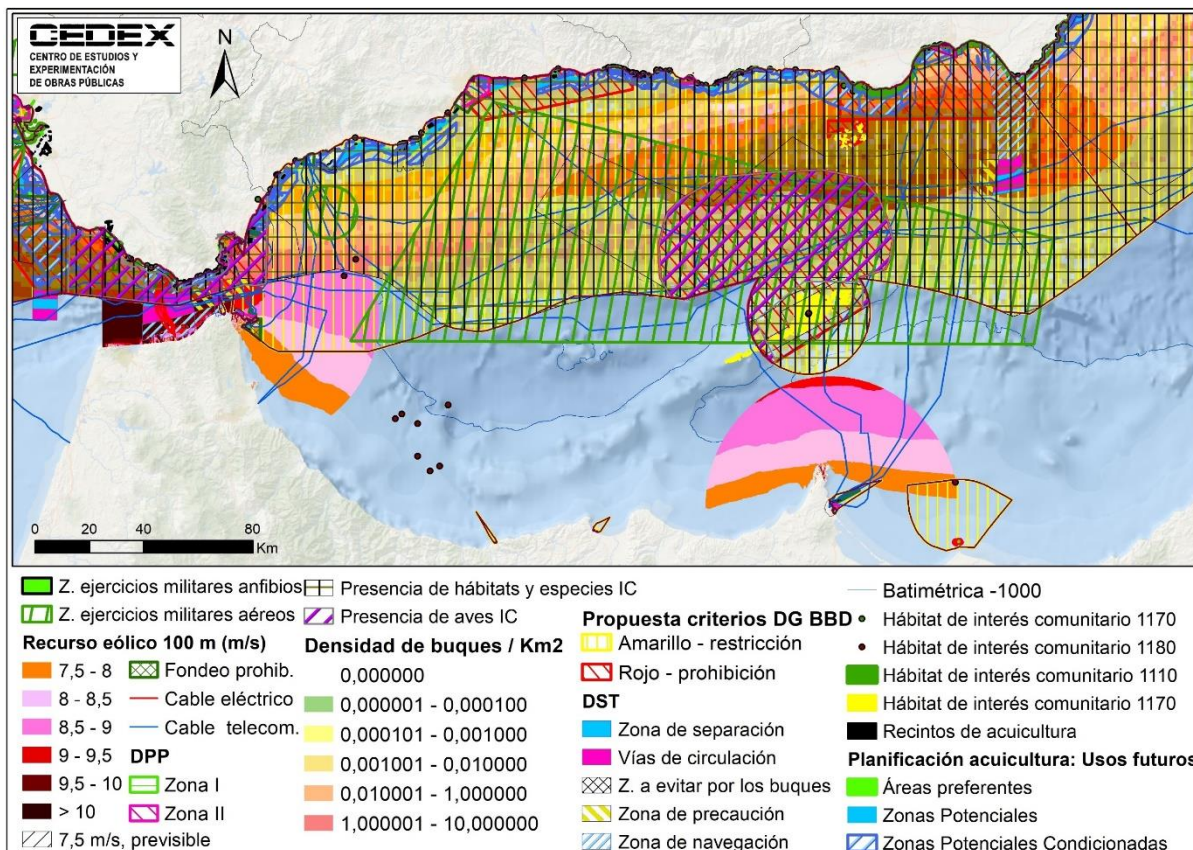 CEDEX
CENTRO DE ESTUDIOS Y
EXPERIMENTACIÓN
DE OBRAS PÚBLICAS
N
0 20 40 80
Km
Z. ejercicios militares anfibios
Z. ejercicios militares aéreos
Recurso eólico 100 m (m/s)
7,5 - 8
8 - 8,5
8,5 - 9
9 - 9,5
9,5 - 10
> 10
7,5 m/s, previsible
Fondeo prohib.
Cable eléctrico
Cable telecom.
DPP
Zona I
Zona II
Presencia de hábitats y especies IC
Presencia de aves IC
Densidad de buques / Km2
0,000000
0,000001 - 0,000100
0,000101 - 0,001000
0,001001 - 0,010000
0,010001 - 1,000000
1,000001 - 10,000000
Propuesta criterios DG BBD
Amarillo - restricción
Rojo - prohibición
DST
Zona de separación
Vías de circulación
Z. a evitar por los buques
Zona de precaución
Zona de navegación
Batimétrica -1000
Hábitat de interés comunitario 1170
Hábitat de interés comunitario 1180
Hábitat de interés comunitario 1110
Hábitat de interés comunitario 1170
Recintos de acuicultura
Planificación acuicultura: Usos futuros
Áreas preferentes
Zonas Potenciales
Zonas Potenciales Condicionadas